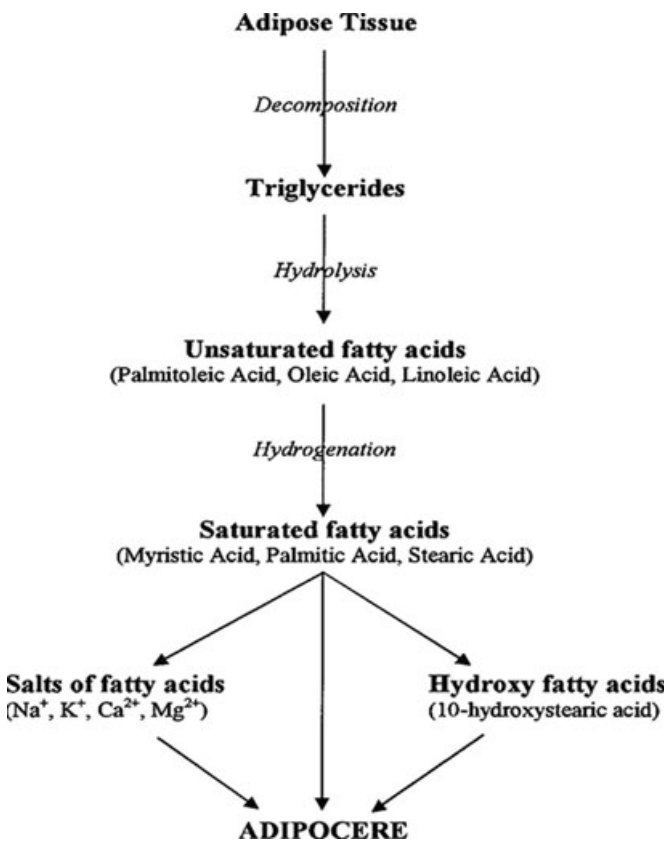 Adipose Tissue
Decomposition
Triglycerides
Hydrolysis
Unsaturated fatty acids
(Palmitoleic Acid, Oleic Acid, Linoleic Acid)
Hydrogenation
Saturated fatty acids
(Myristic Acid, Palmitic Acid, Stearic Acid)
Salts of fatty acids
(Na⁺, K⁺, Ca²⁺, Mg²⁺)
Hydroxy fatty acids
(10-hydroxystearic acid)
ADIPOCERE